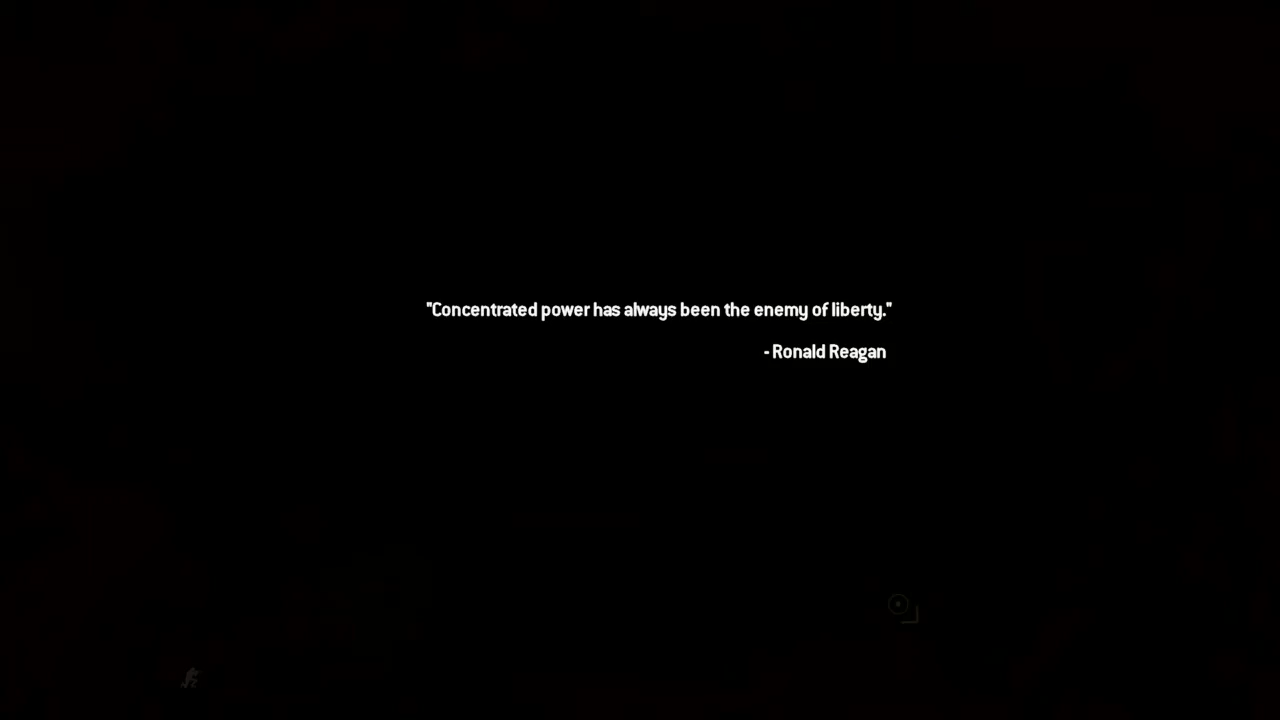 "Concentrated power has always been the enemy of liberty."
- Ronald Reagan